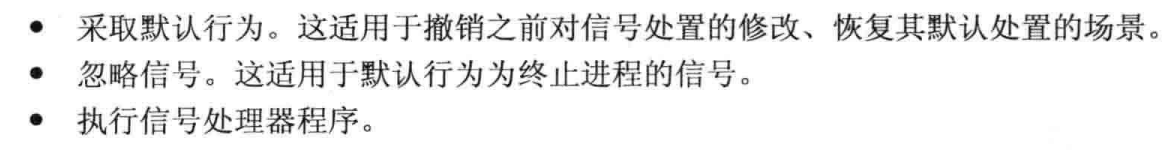 ● 采取默认行为。这适用于撤销之前对信号处置的修改、恢复其默认处置的场景。
● 忽略信号。这适用于默认行为为终止进程的信号。
● 执行信号处理器程序。